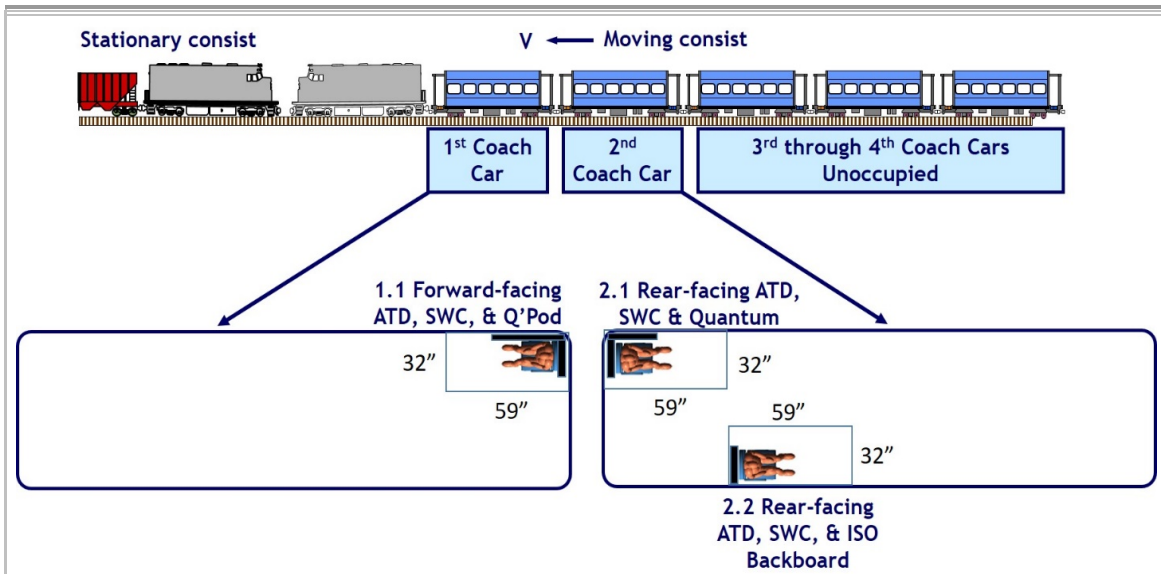 Stationary consist
V
Moving consist
1st Coach
Car
2nd
Coach Car
3rd through 4th Coach Cars
Unoccupied
1.1 Forward-facing
ATD, SWC, & Q’Pod
2.1 Rear-facing ATD,
SWC & Quantum
32”
59”
59”
32”
59”
32”
2.2 Rear-facing
ATD, SWC, & ISO
Backboard